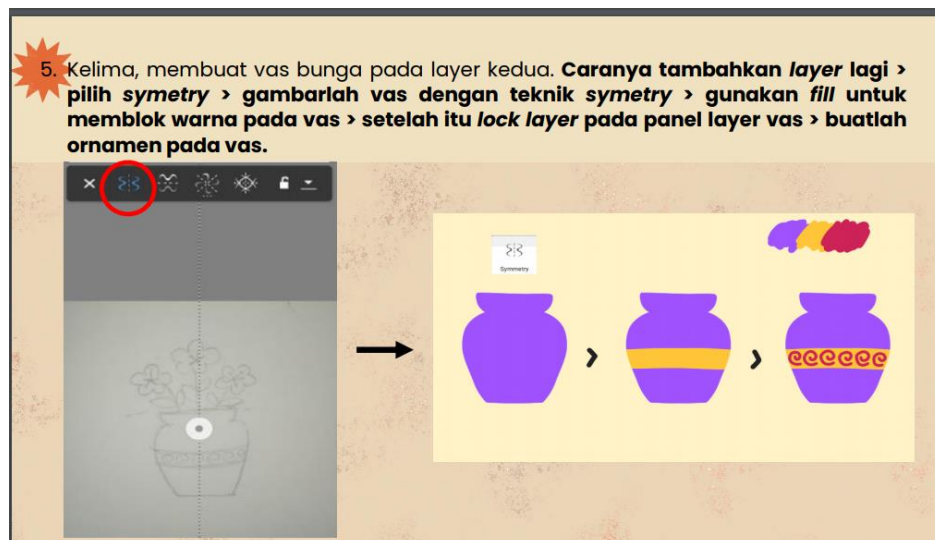 5. Kelima, membuat vas bunga pada layer kedua. Caranya tambahkan layer lagi >
pilih symetry > gambarlah vas dengan teknik symetry > gunakan fill untuk
memblok warna pada vas > setelah itu lock layer pada panel layer vas > buatlah
ornamen pada vas.
Symmetry